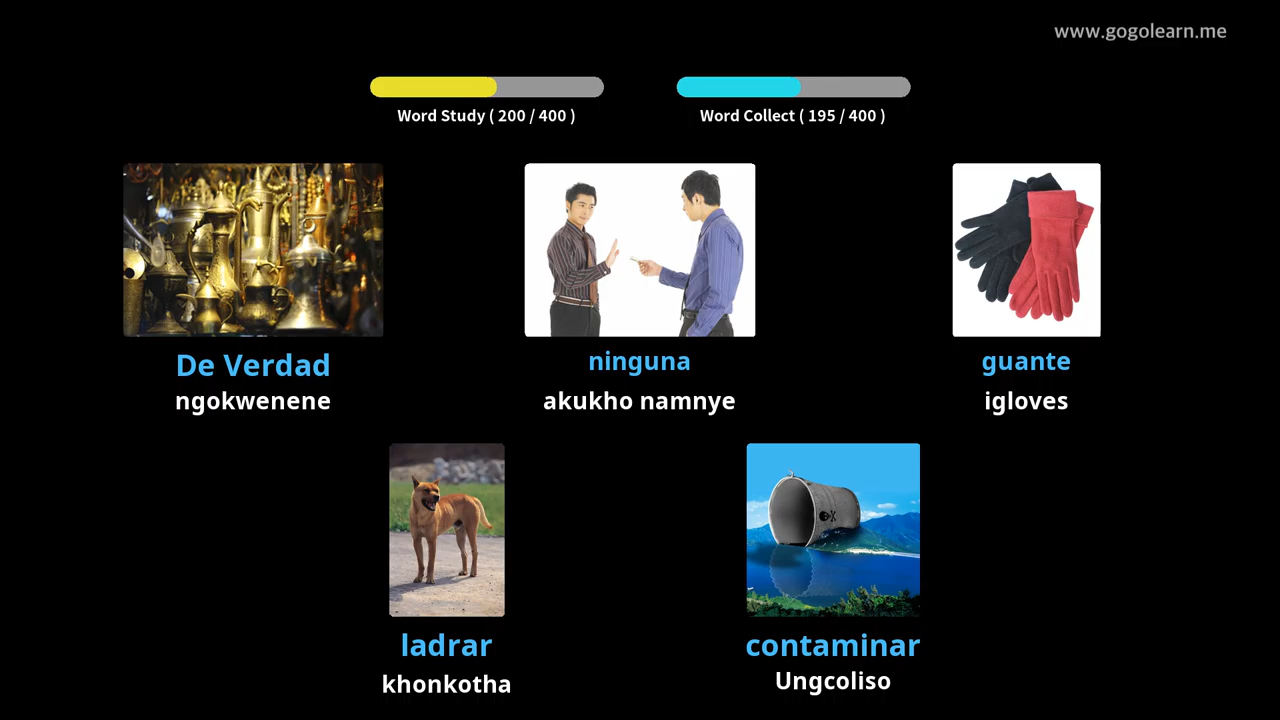 www.gogolearn.me
Word Study ( 200 / 400 )
Word Collect ( 195 / 400 )
De Verdad
ngokwenene
ninguna
akukho namnye
guante
igloves
ladrar
khonkotha
contaminar
Ungcoliso